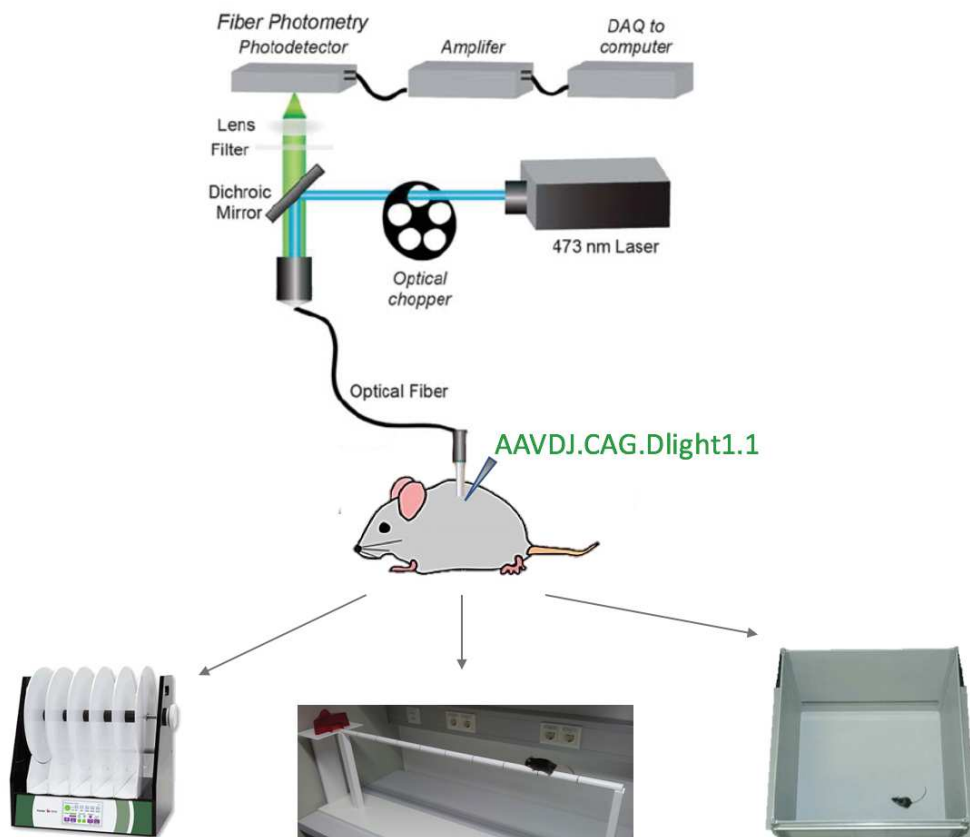 Fiber Photometry
Photodetector
Amplifer
DAQ to
computer
Lens
Filter
Dichroic
Mirror
Optical
chopper
473 nm Laser
Optical Fiber
AAVDJ.CAG.Dlight1.1